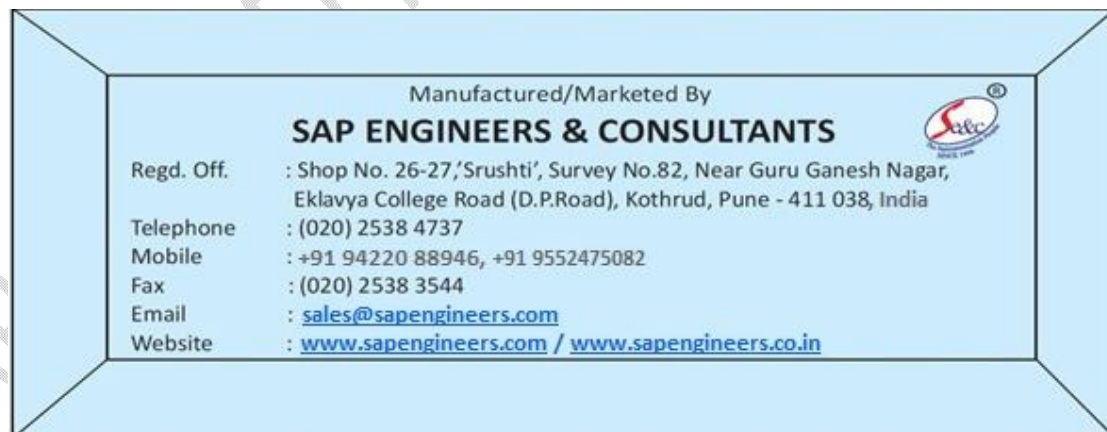 Manufactured/Marketed By
SAP ENGINEERS & CONSULTANTS
Regd. Off. : Shop No. 26-27,'Srushti', Survey No.82, Near Guru Ganesh Nagar,
Eklavya College Road (D.P.Road), Kothrud, Pune - 411 038, India
Telephone : (020) 2538 4737
Mobile : +91 94220 88946, +91 9552475082
Fax : (020) 2538 3544
Email : sales@sapengineers.com
Website : www.sapengineers.com / www.sapengineers.co.in
®